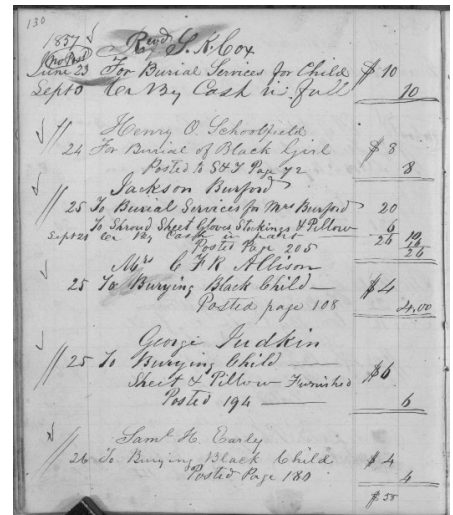 130
1857 Revd G. K. Cox
No Post
June 23 For Burial Services for Child $10
Sept Cr By Cash in full 10
Henry O. Schoolfield
24 For Burial of Black Girl $8
Posted to S&T Page 72 8
Jackson Burford
25 To Burial Services for Mrs Burford 20
To Shroud Sheet Gloves Stockings & Pillow 6
Sept 21 Cr By Cash in part 26 10
Posted Page 205
26
Mrs C F R Allison
25 To Burying Black Child $4
Posted page 108 4.00
George Judkin
25 To Burying Child $6
Sheet & Pillow Furnished
Posted 194 6
Saml H. Early
26 To Burying Black Child $4
Posted Page 180 4
$58